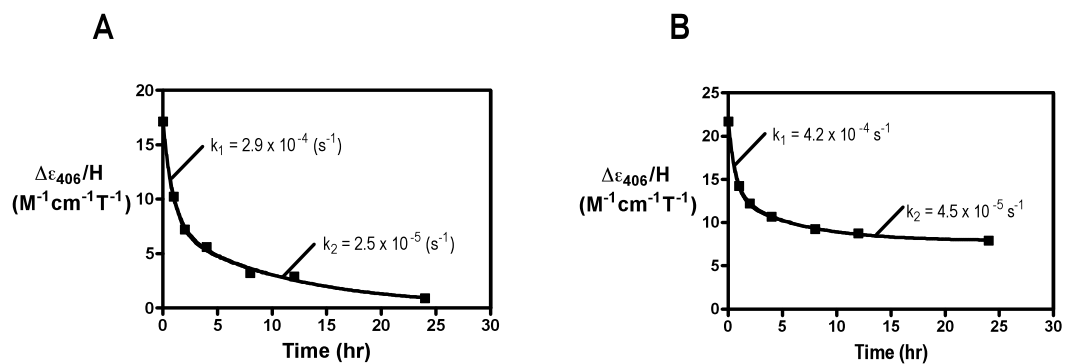 A
20
15
10
5
0
k₁ = 2.9 x 10⁻⁴ (s⁻¹)
Δε₄₀₆/H
(M⁻¹cm⁻¹T⁻¹)
k₂ = 2.5 x 10⁻⁵ (s⁻¹)
0 5 10 15 20 25 30
Time (hr)
B
25
20
15
10
5
0
k₁ = 4.2 x 10⁻⁴ s⁻¹
Δε₄₀₆/H
(M⁻¹cm⁻¹T⁻¹)
k₂ = 4.5 x 10⁻⁵ s⁻¹
0 5 10 15 20 25 30
Time (hr)